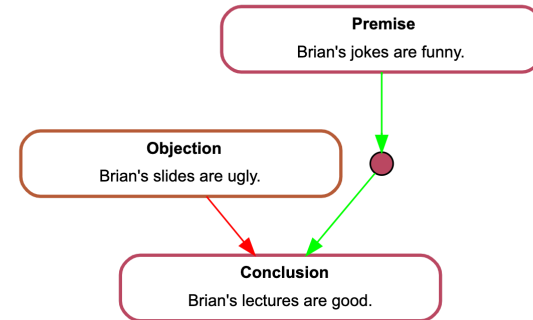 Premise
Brian's jokes are funny.
Objection
Brian's slides are ugly.
Conclusion
Brian's lectures are good.